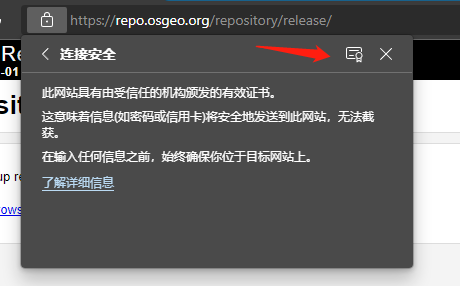 https://repo.osgeo.org/repository/release/
Re
-01
连接安全
sit
此网站具有由受信任的机构颁发的有效证书。
这意味着信息(如密码或信用卡)将安全地发送到此网站，无法截
获。
在输入任何信息之前，始终确保你位于目标网站上。
up re
了解详细信息
rows